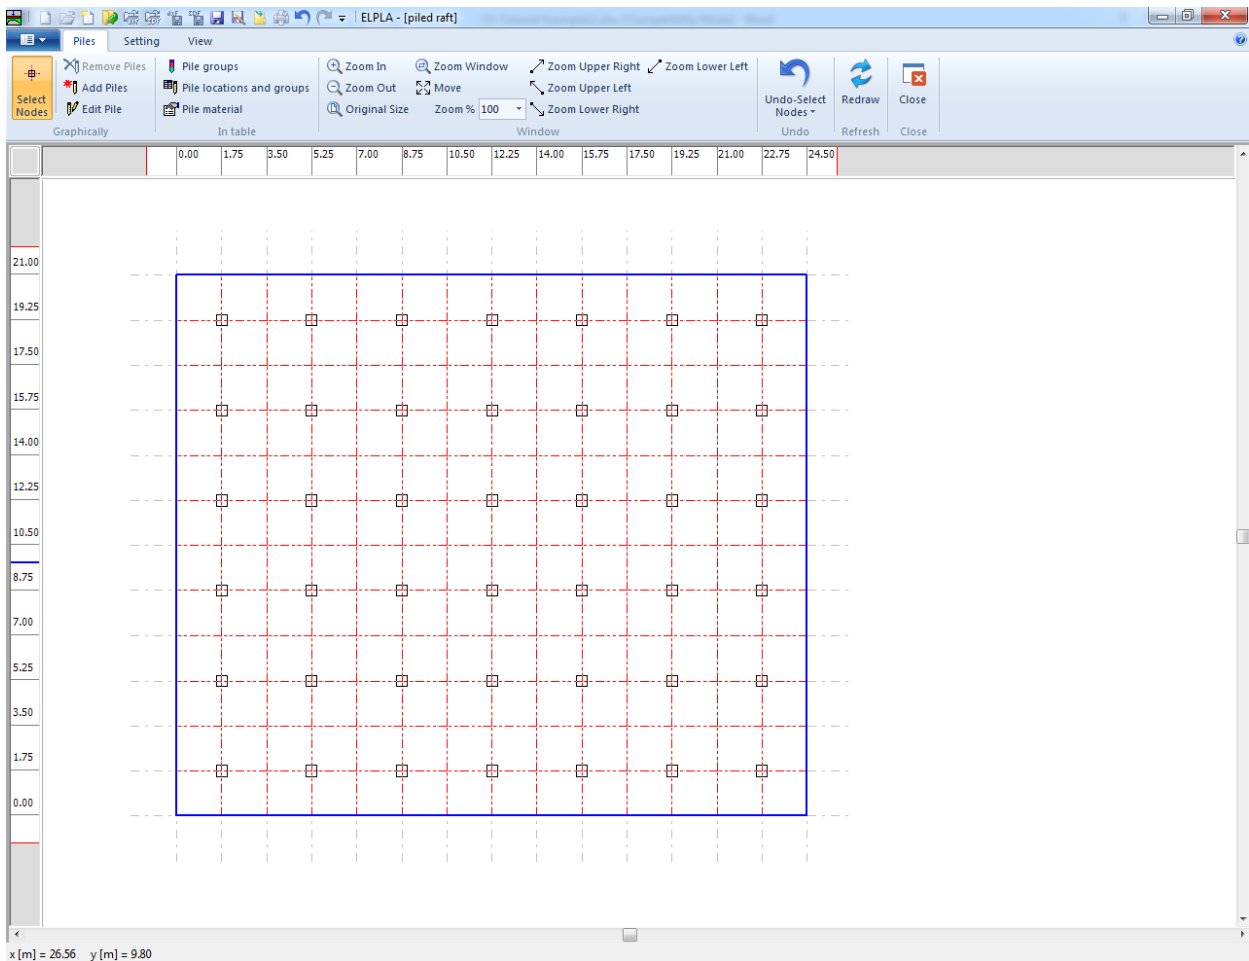 ELPLA - [piled raft]
Piles Setting View
Remove Piles Pile groups Zoom In Zoom Window Zoom Upper Right Zoom Lower Left
Add Piles Pile locations and groups Zoom Out Move Zoom Upper Left
Select Nodes Edit Pile Pile material Original Size Zoom % 100 Zoom Lower Right Undo-Select Nodes Redraw Close
Graphically In table Window Undo Refresh Close
0.00 1.75 3.50 5.25 7.00 8.75 10.50 12.25 14.00 15.75 17.50 19.25 21.00 22.75 24.50
21.00
19.25
17.50
15.75
14.00
12.25
10.50
8.75
7.00
5.25
3.50
1.75
0.00
x [m] = 26.56 y [m] = 9.80